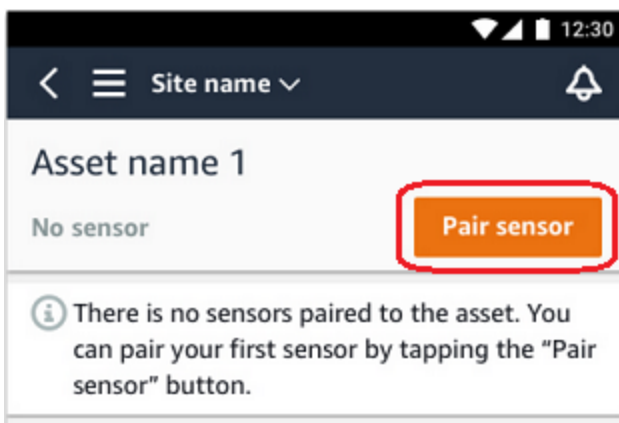 12:30
Site name
Asset name 1
No sensor
Pair sensor
There is no sensors paired to the asset. You
can pair your first sensor by tapping the “Pair
sensor” button.